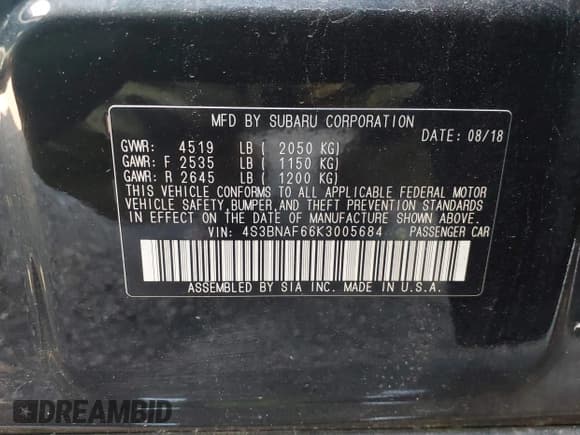 MFD BY SUBARU CORPORATION
DATE: 08/18
GVWR: 4519 LB ( 2050 KG)
GAWR: F 2535 LB ( 1150 KG)
GAWR: R 2645 LB ( 1200 KG)
THIS VEHICLE CONFORMS TO ALL APPLICABLE FEDERAL MOTOR
VEHICLE SAFETY, BUMPER, AND THEFT PREVENTION STANDARDS
IN EFFECT ON THE DATE OF MANUFACTURE SHOWN ABOVE.
VIN: 4S3BNAF66K3005684 PASSENGER CAR
ASSEMBLED BY SIA INC. MADE IN U.S.A.
DREAMBID